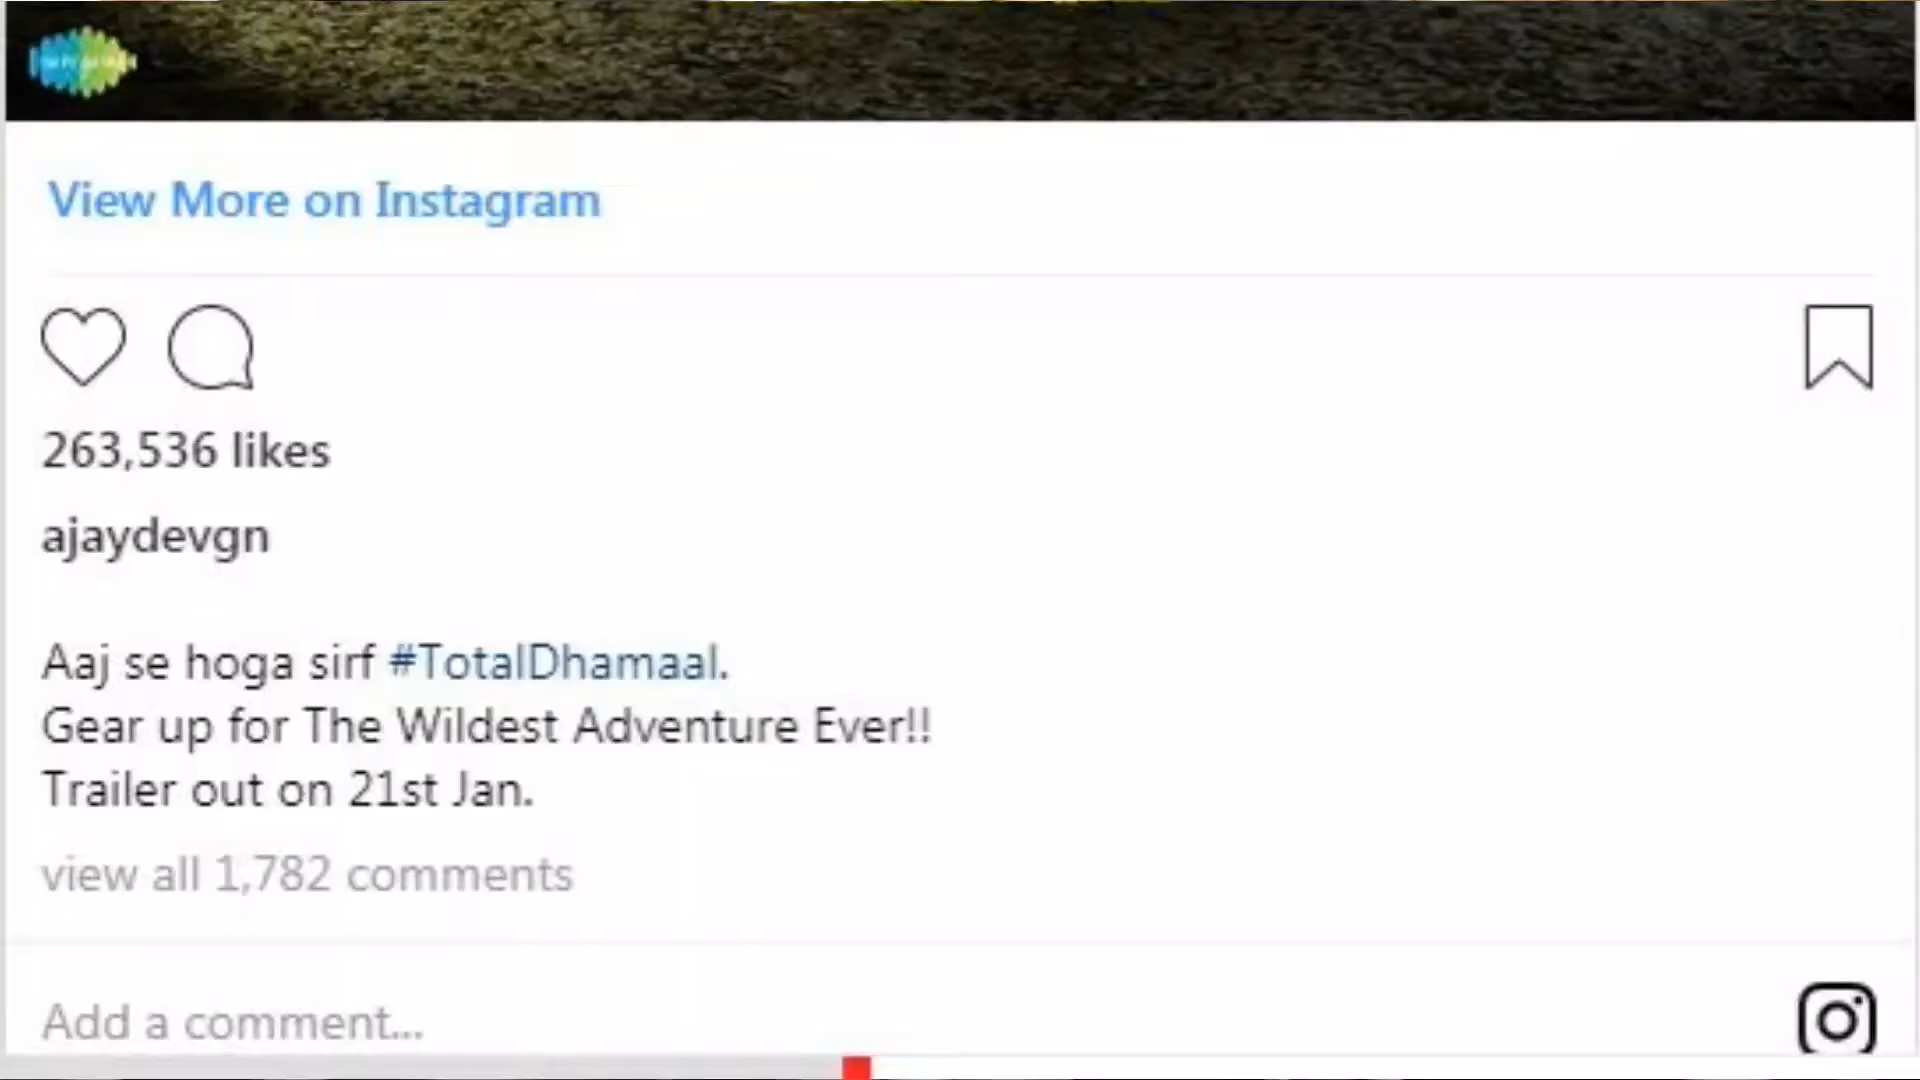 View More on Instagram
263,536 likes
ajaydevgn
Aaj se hoga sirf #TotalDhamaal.
Gear up for The Wildest Adventure Ever!!
Trailer out on 21st Jan.
view all 1,782 comments
Add a comment...